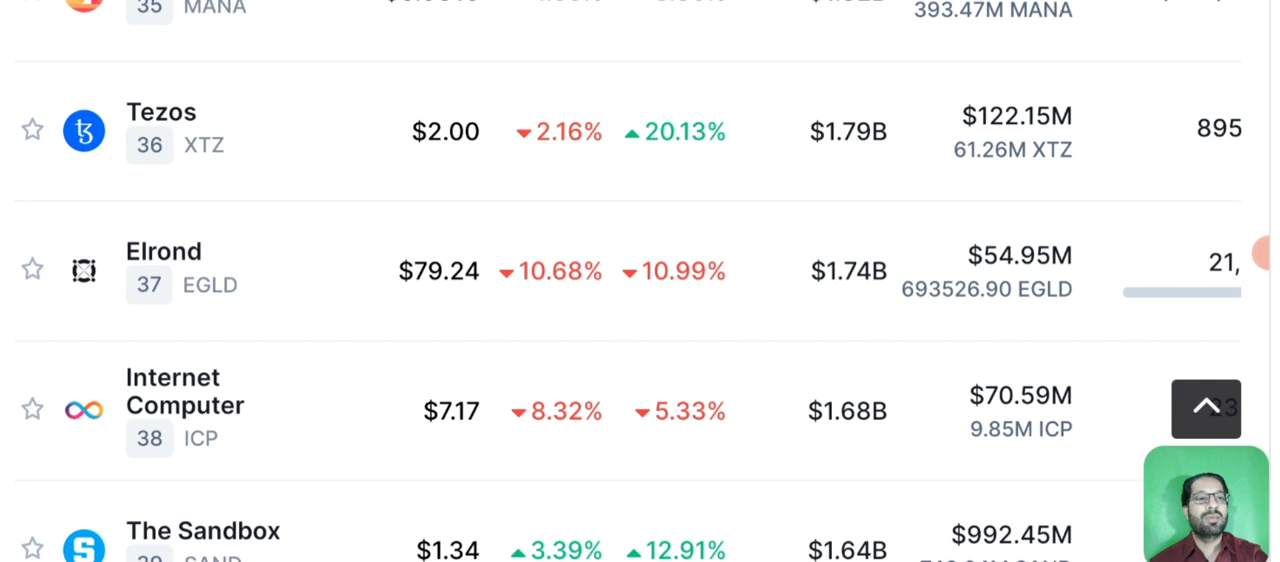 35 MANA
393.47M MANA
Tezos
$2.00 2.16% 20.13% $1.79B $122.15M 895
36 XTZ 61.26M XTZ
Elrond
$79.24 10.68% 10.99% $1.74B $54.95M 21,
37 EGLD 693526.90 EGLD
Internet
Computer
$7.17 8.32% 5.33% $1.68B $70.59M 23
38 ICP 9.85M ICP
The Sandbox
$1.34 3.39% 12.91% $1.64B $992.45M